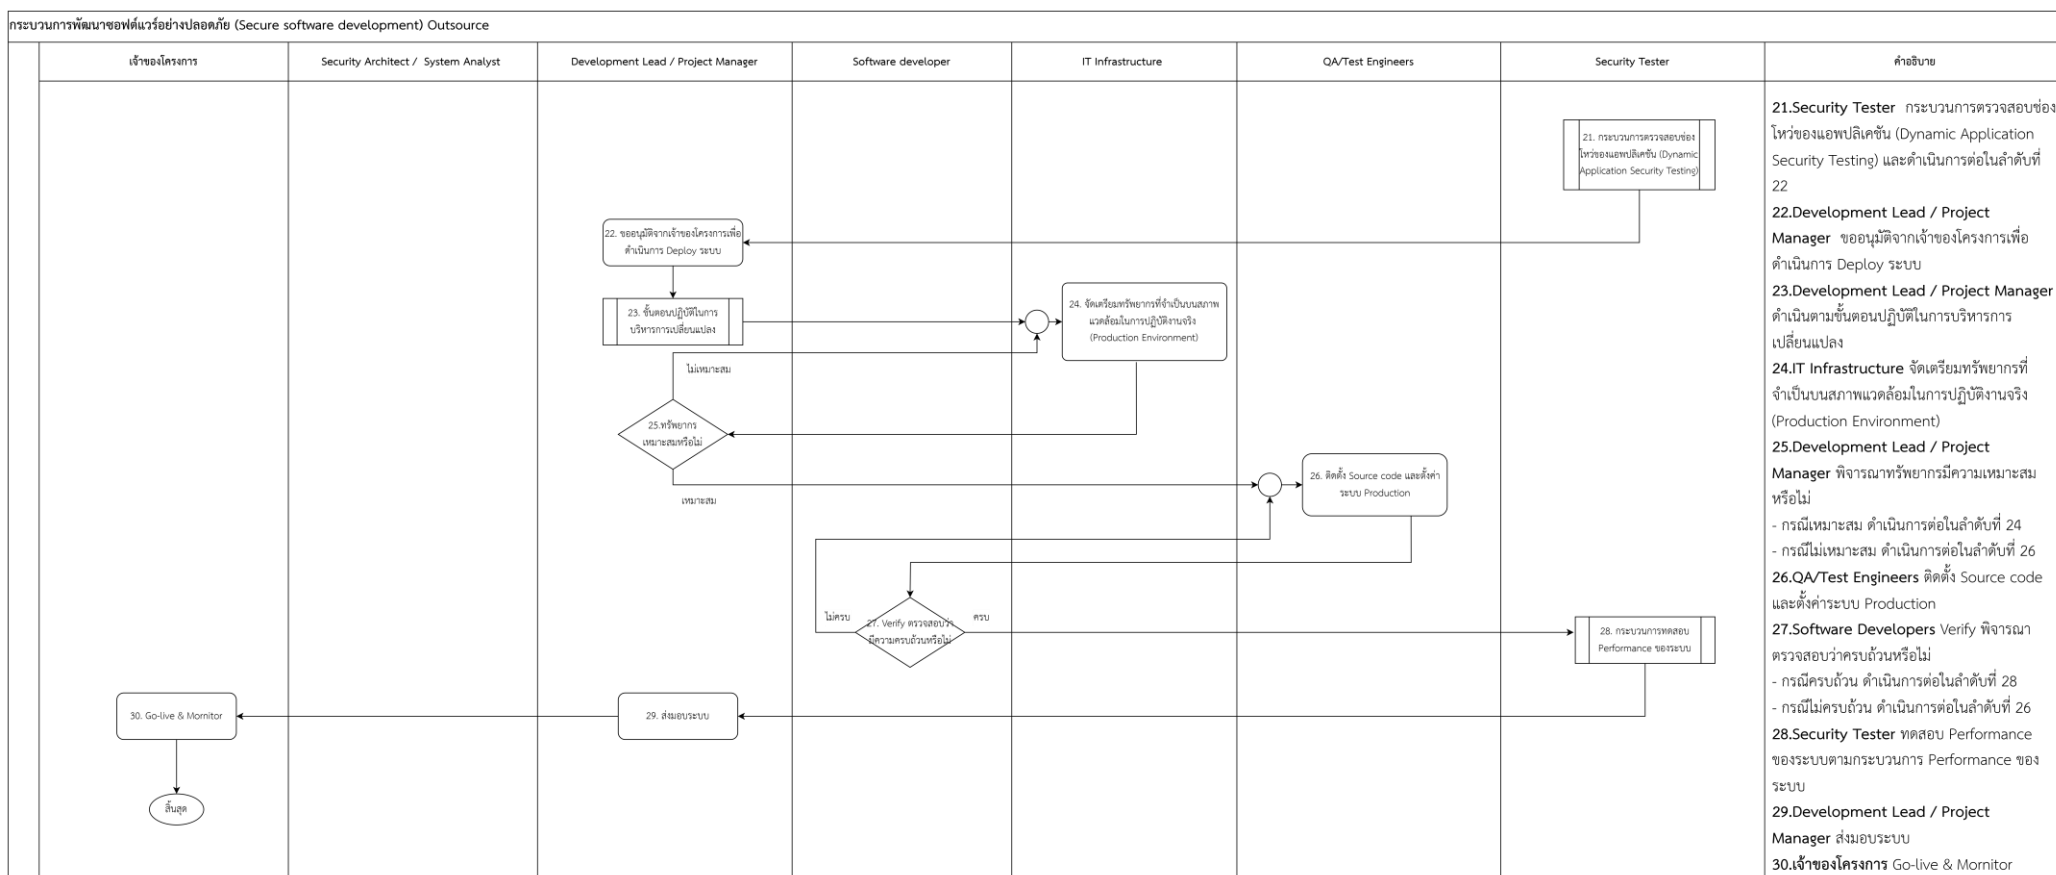 กระบวนการพัฒนาซอฟต์แวร์อย่างปลอดภัย (Secure software development) Outsource
เจ้าของโครงการ
Security Architect / System Analyst
Development Lead / Project Manager
Software developer
IT Infrastructure
QA/Test Engineers
Security Tester
คำอธิบาย
21. กระบวนการตรวจสอบช่อง
โหว่ของแอพปลิเคชัน (Dynamic
Application Security Testing)
22. ขออนุมัติจากเจ้าของโครงการเพื่อ
ดำเนินการ Deploy ระบบ
23. ขั้นตอนปฏิบัติในการ
บริหารการเปลี่ยนแปลง
24. จัดเตรียมทรัพยากรที่จำเป็นบนสภาพ
แวดล้อมในการปฏิบัติงานจริง
(Production Environment)
ไม่เหมาะสม
25.ทรัพยากร
เหมาะสมหรือไม่
เหมาะสม
26. ติดตั้ง Source code และตั้งค่า
ระบบ Production
ไม่ครบ
27. Verify ตรวจสอบว่า
มีความครบถ้วนหรือไม่
ครบ
28. กระบวนการทดสอบ
Performance ของระบบ
29. ส่งมอบระบบ
30. Go-live & Mornitor
สิ้นสุด
21.Security Tester กระบวนการตรวจสอบช่อง
โหว่ของแอพปลิเคชัน (Dynamic Application
Security Testing) และดำเนินการต่อในลำดับที่
22
22.Development Lead / Project
Manager ขออนุมัติจากเจ้าของโครงการเพื่อ
ดำเนินการ Deploy ระบบ
23.Development Lead / Project Manager
ดำเนินตามขั้นตอนปฏิบัติในการบริหารการ
เปลี่ยนแปลง
24.IT Infrastructure จัดเตรียมทรัพยากรที่
จำเป็นบนสภาพแวดล้อมในการปฏิบัติงานจริง
(Production Environment)
25.Development Lead / Project
Manager พิจารณาทรัพยากรมีความเหมาะสม
หรือไม่
- กรณีเหมาะสม ดำเนินการต่อในลำดับที่ 24
- กรณีไม่เหมาะสม ดำเนินการต่อในลำดับที่ 26
26.QA/Test Engineers ติดตั้ง Source code
และตั้งค่าระบบ Production
27.Software Developers Verify พิจารณา
ตรวจสอบว่าครบถ้วนหรือไม่
- กรณีครบถ้วน ดำเนินการต่อในลำดับที่ 28
- กรณีไม่ครบถ้วน ดำเนินการต่อในลำดับที่ 26
28.Security Tester ทดสอบ Performance
ของระบบตามกระบวนการ Performance ของ
ระบบ
29.Development Lead / Project
Manager ส่งมอบระบบ
30.เจ้าของโครงการ Go-live & Mornitor